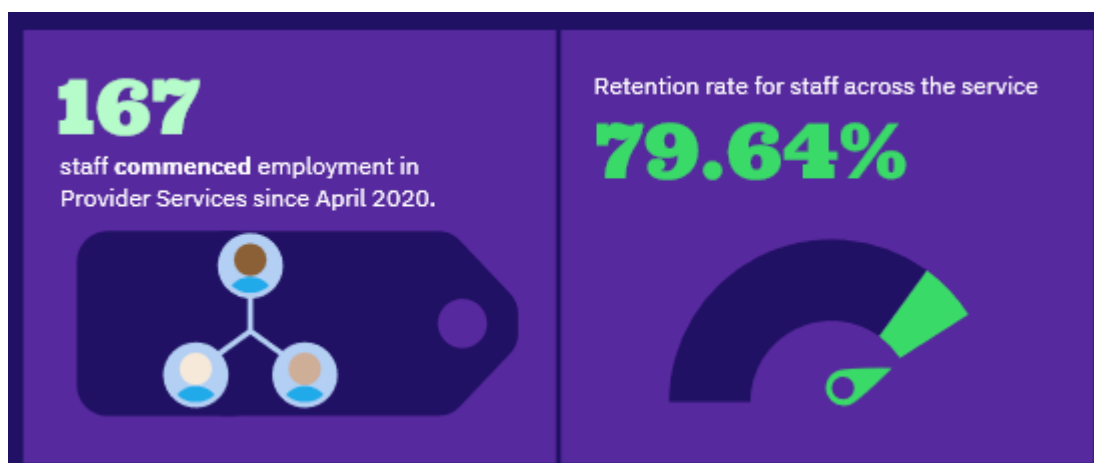 167
staff commenced employment in
Provider Services since April 2020.
Retention rate for staff across the service
79.64%